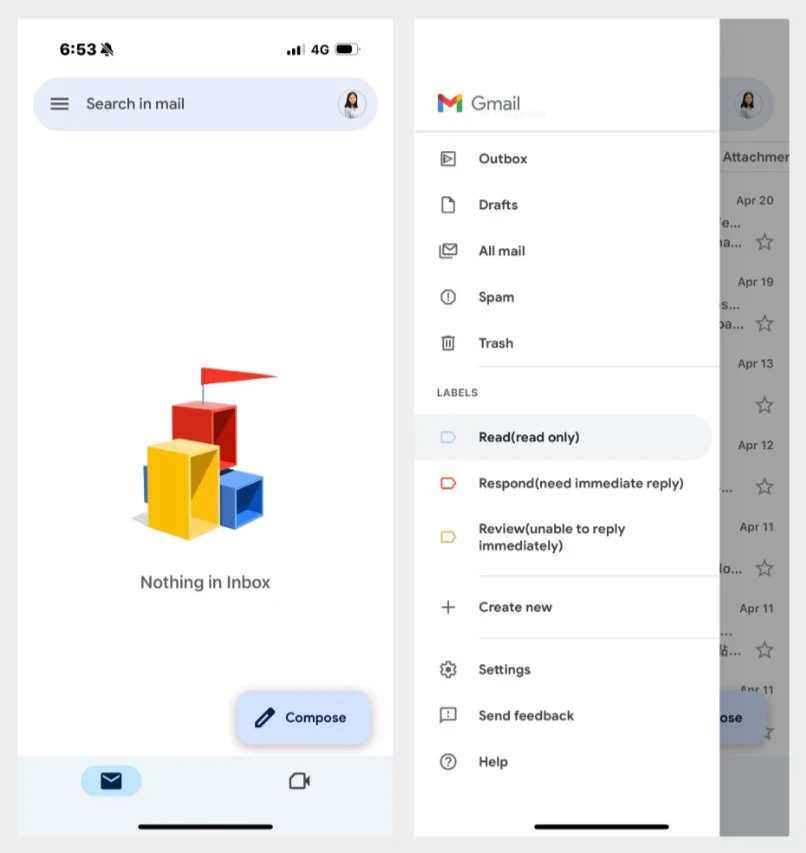 6:53
4G
Search in mail
Nothing in Inbox
Compose
Gmail
Outbox
Drafts
All mail
Spam
Trash
LABELS
Read(read only)
Respond(need immediate reply)
Review(unable to reply
immediately)
Create new
Settings
Send feedback
Help
Attachmen
Apr 20
Apr 19
Apr 13
Apr 12
Apr 11
Apr 11
Apr 11
ose